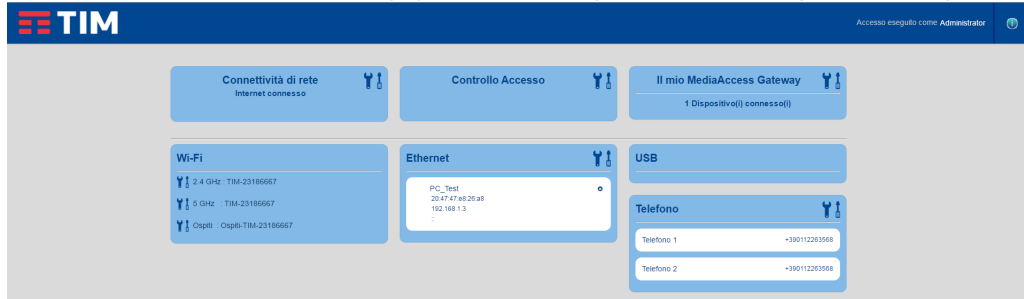 TIM
Accesso eseguito come Administrator
Connettività di rete
Internet connesso
Controllo Accesso
Il mio MediaAccess Gateway
1 Dispositivo(i) connesso(i)
Wi-Fi
2.4 GHz : TIM-23186667
5 GHz : TIM-23186667
Ospiti : Ospiti-TIM-23186667
Ethernet
PC_Test
20:47:47:e8:26:a8
192.168.1.3
::
USB
Telefono
Telefono 1 +390112263568
Telefono 2 +390112263568